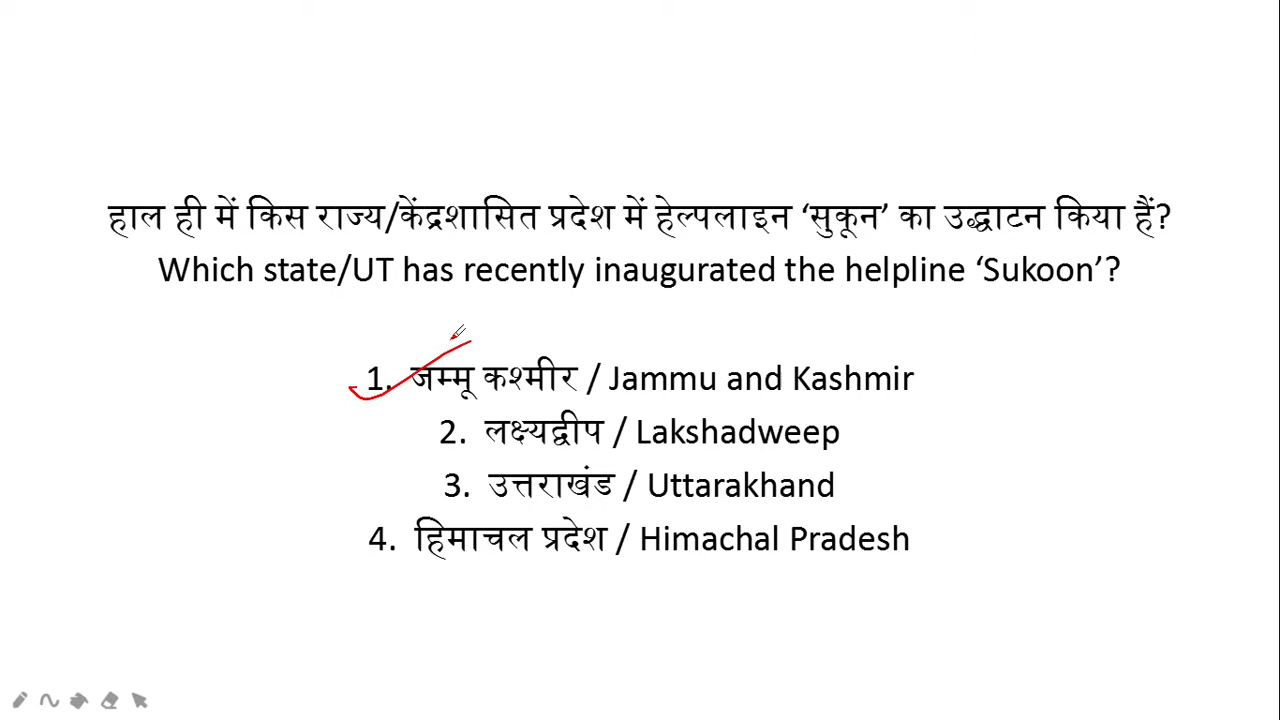 हाल ही में किस राज्य/केंद्रशासित प्रदेश में हेल्पलाइन ‘सुकून’ का उद्घाटन किया हैं?
Which state/UT has recently inaugurated the helpline ‘Sukoon’?
1. जम्मू कश्मीर / Jammu and Kashmir
2. लक्ष्यद्वीप / Lakshadweep
3. उत्तराखंड / Uttarakhand
4. हिमाचल प्रदेश / Himachal Pradesh